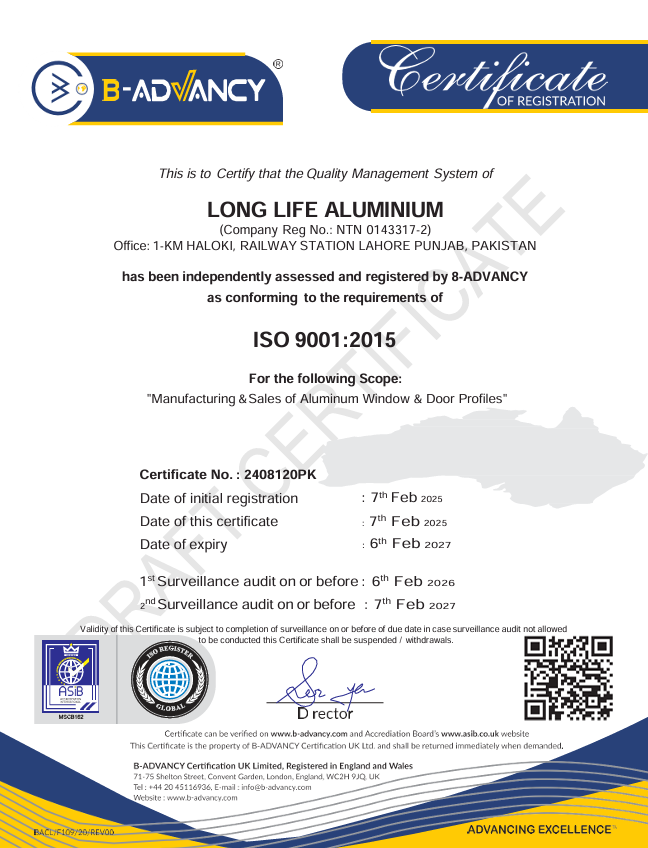 B-ADVANCY ®
Certificate
OF REGISTRATION
This is to Certify that the Quality Management System of
LONG LIFE ALUMINIUM
(Company Reg No.: NTN 0143317-2)
Office: 1-KM HALOKI, RAILWAY STATION LAHORE PUNJAB, PAKISTAN
has been independently assessed and registered by 8-ADVANCY
as conforming to the requirements of
ISO 9001:2015
For the following Scope:
"Manufacturing & Sales of Aluminum Window & Door Profiles"
DRAFT CERTIFICATE
Certificate No. : 2408120PK
Date of initial registration : 7th Feb 2025
Date of this certificate : 7th Feb 2025
Date of expiry : 6th Feb 2027
1st Surveillance audit on or before : 6th Feb 2026
2nd Surveillance audit on or before : 7th Feb 2027
Validity of this Certificate is subject to completion of surveillance on or before of due date in case surveillance audit not allowed
to be conducted this Certificate shall be suspended / withdrawals.
ASiB
MSCB162
ISO REGISTER
GLOBAL
D rector
Certificate can be verified on www.b-advancy.com and Accrediation Board's www.asib.co.uk website
This Certificate is the property of B-ADVANCY Certification UK Ltd. and shall be returned immediately when demanded.
B-ADVANCY Certification UK Limited, Registered in England and Wales
71-75 Shelton Street, Convent Garden, London, England, WC2H 9JQ, UK
Tel : +44 20 45116936, E-mail : info@b-advancy.com
Website : www.b-advancy.com
BACL/F109/20/REV00
ADVANCING EXCELLENCE